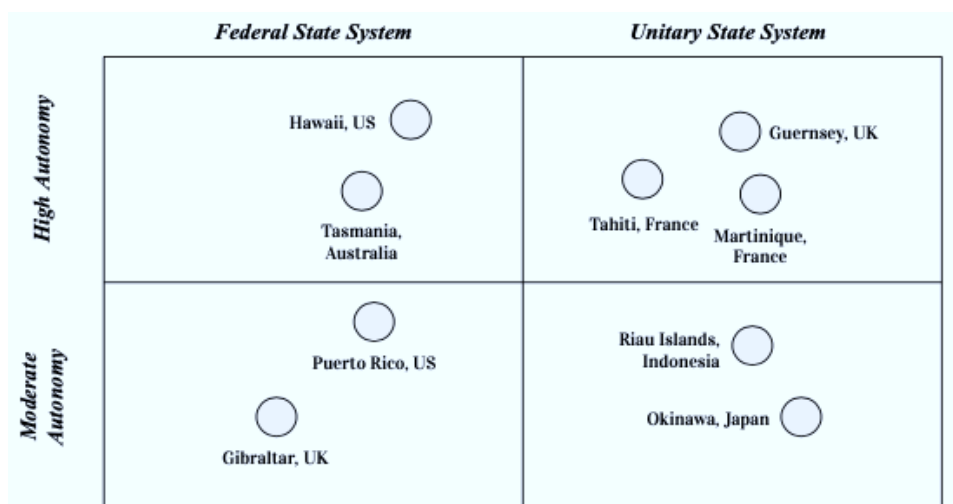 Federal State System
Unitary State System
High Autonomy
Hawaii, US
Guernsey, UK
Tasmania,
Australia
Tahiti, France
Martinique,
France
Moderate
Autonomy
Puerto Rico, US
Riau Islands,
Indonesia
Gibraltar, UK
Okinawa, Japan